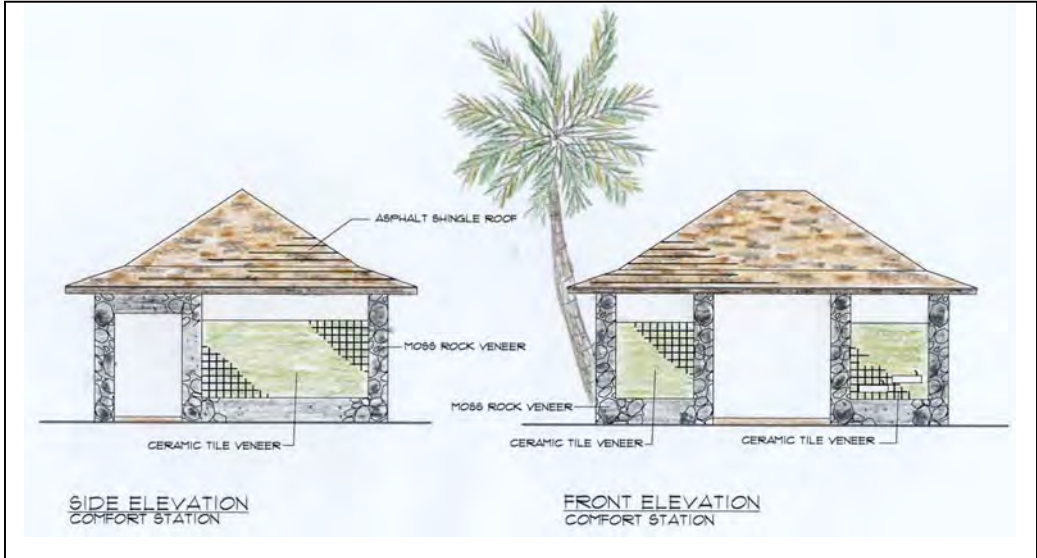 ASPHALT SHINGLE ROOF
MOSS ROCK VENEER
CERAMIC TILE VENEER
SIDE ELEVATION
COMFORT STATION
MOSS ROCK VENEER
CERAMIC TILE VENEER
CERAMIC TILE VENEER
FRONT ELEVATION
COMFORT STATION